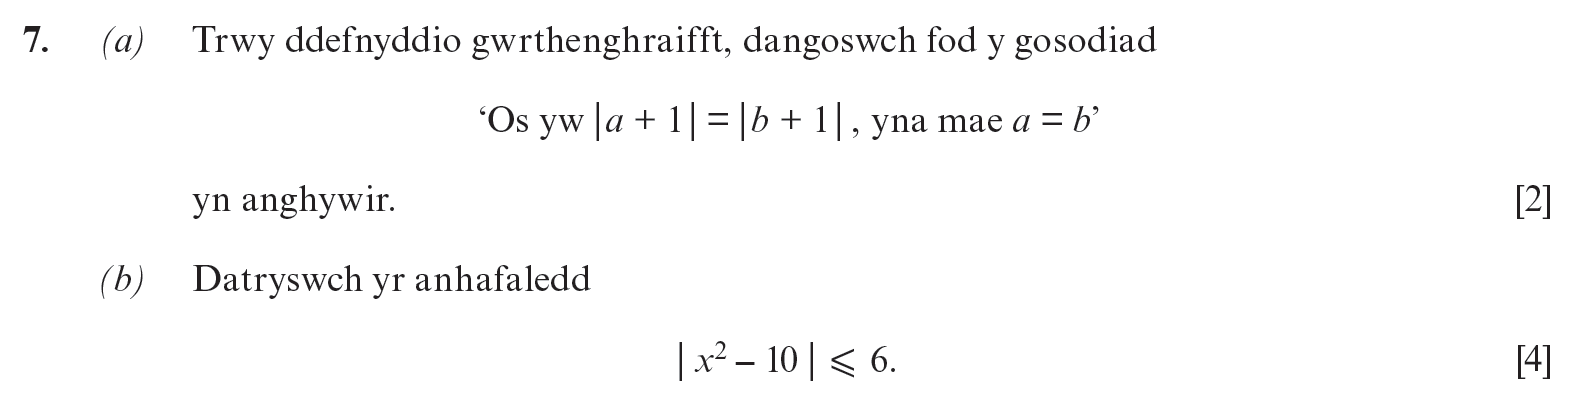 7. (a) Trwy ddefnyddio gwrthenghraifft, dangoswch fod y gosodiad
‘Os yw |a + 1| = |b + 1|, yna mae a = b’
yn anghywir. [2]
(b) Datryswch yr anhafaledd
|x² – 10| ⩽ 6. [4]